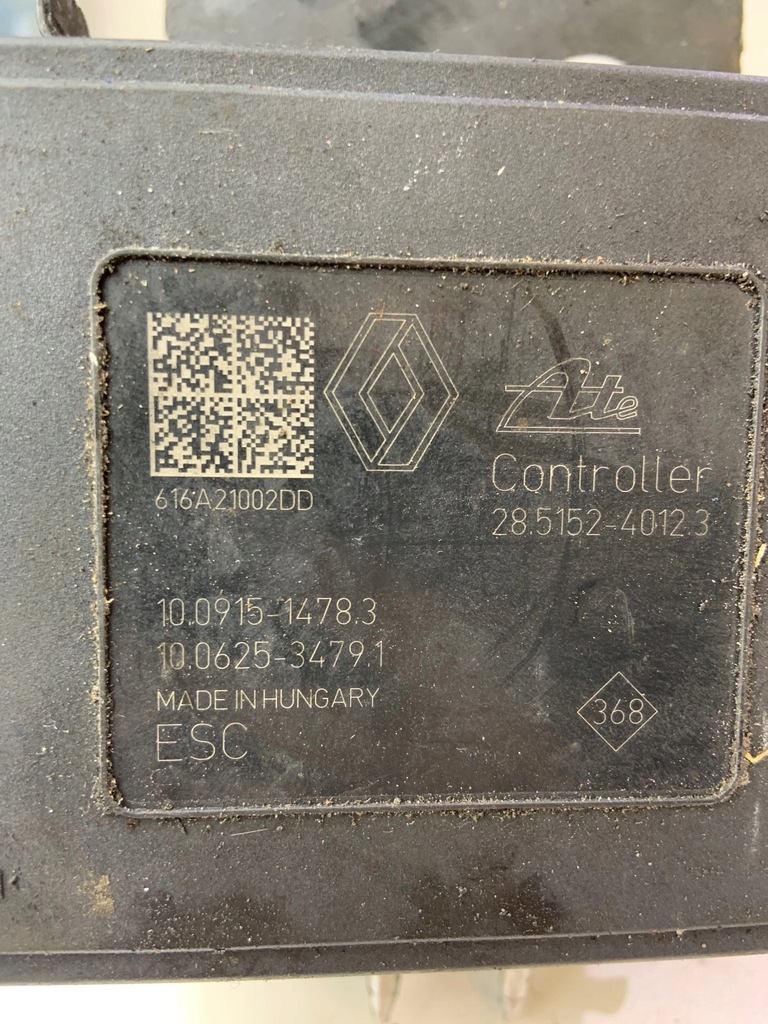 616A21002DD
Ate
Controller
28.5152-4012.3
10.0915-1478.3
10.0625-3479.1
MADE IN HUNGARY
ESC
368